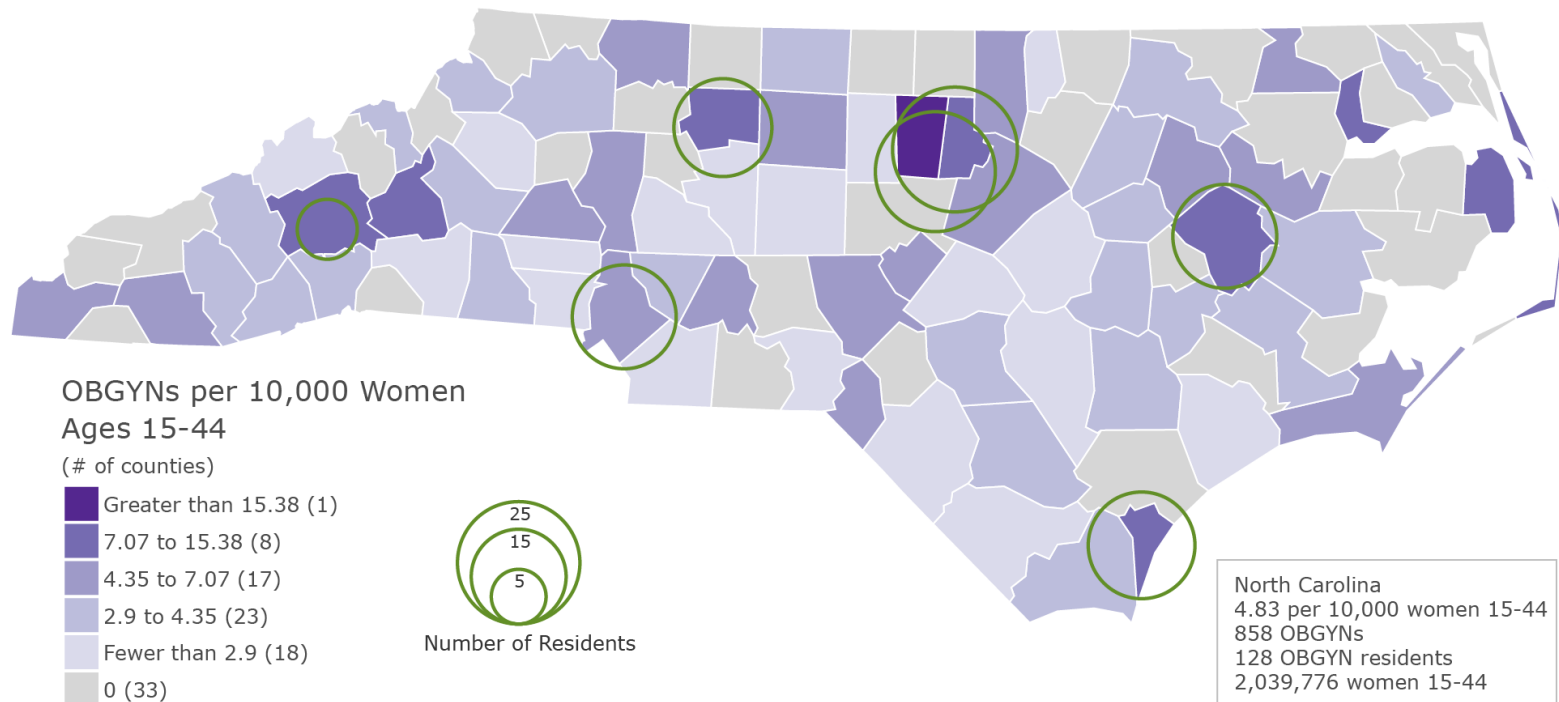 OBGYNs per 10,000 Women
Ages 15-44
(# of counties)
Greater than 15.38 (1)
7.07 to 15.38 (8)
4.35 to 7.07 (17)
2.9 to 4.35 (23)
Fewer than 2.9 (18)
0 (33)
25
15
5
Number of Residents
North Carolina
4.83 per 10,000 women 15-44
858 OBGYNs
128 OBGYN residents
2,039,776 women 15-44